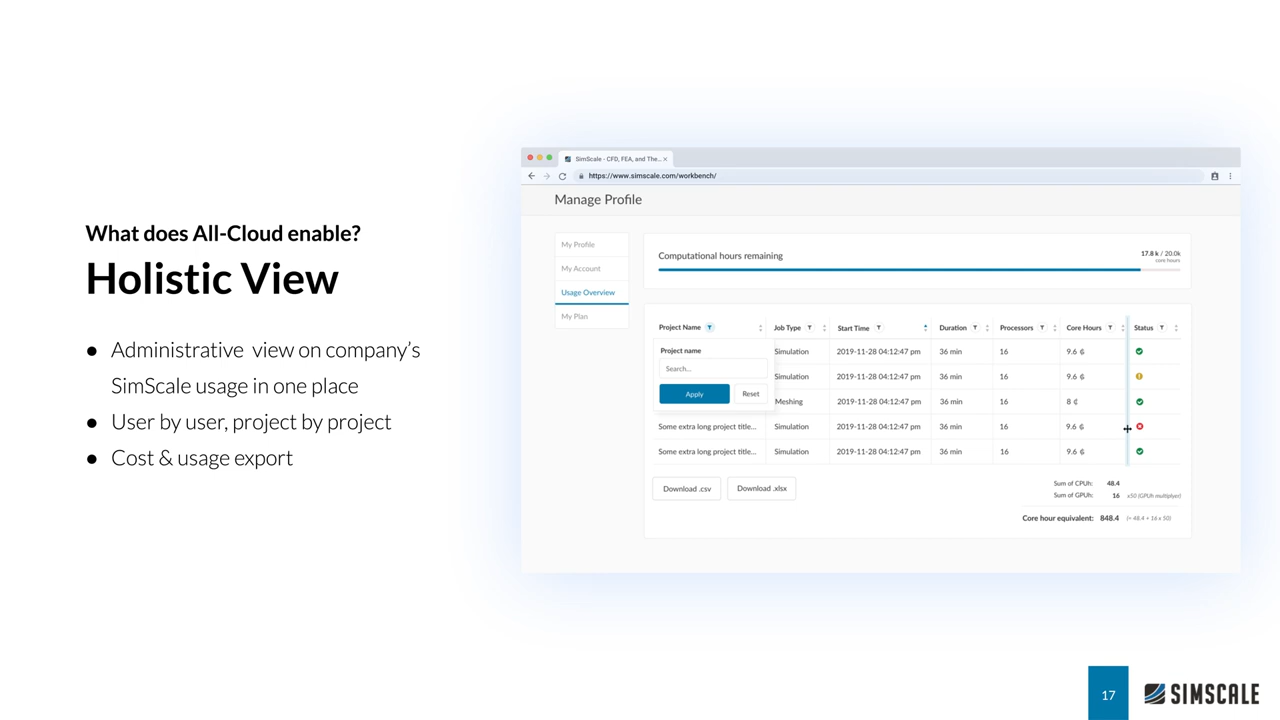 What does All-Cloud enable?
Holistic View
● Administrative  view on company's
SimScale usage in one place
● User by user, project by project
● Cost & usage export
SimScale - CFD, FEA, and The...
https://www.simscale.com/workbench/
Manage Profile
My Profile
My Account
Usage Overview
My Plan
Computational hours remaining
17.8 k / 20.0k
core hours
Project Name Job Type Start Time Duration Processors Core Hours Status
Project name
Search...
Apply Reset
Simulation 2019-11-28 04:12:47 pm 36 min 16 9.6 ¢
Simulation 2019-11-28 04:12:47 pm 36 min 16 9.6 ¢
Meshing 2019-11-28 04:12:47 pm 36 min 16 8 ¢
Some extra long project title... Simulation 2019-11-28 04:12:47 pm 36 min 16 9.6 ¢
Some extra long project title... Simulation 2019-11-28 04:12:47 pm 36 min 16 9.6 ¢
Download .csv Download .xlsx
Sum of CPUh: 48.4
Sum of GPUh: 16 x50 (GPUh multiplyer)
Core hour equivalent: 848.4 (= 48.4 + 16 x 50)
17
SIMSCALE